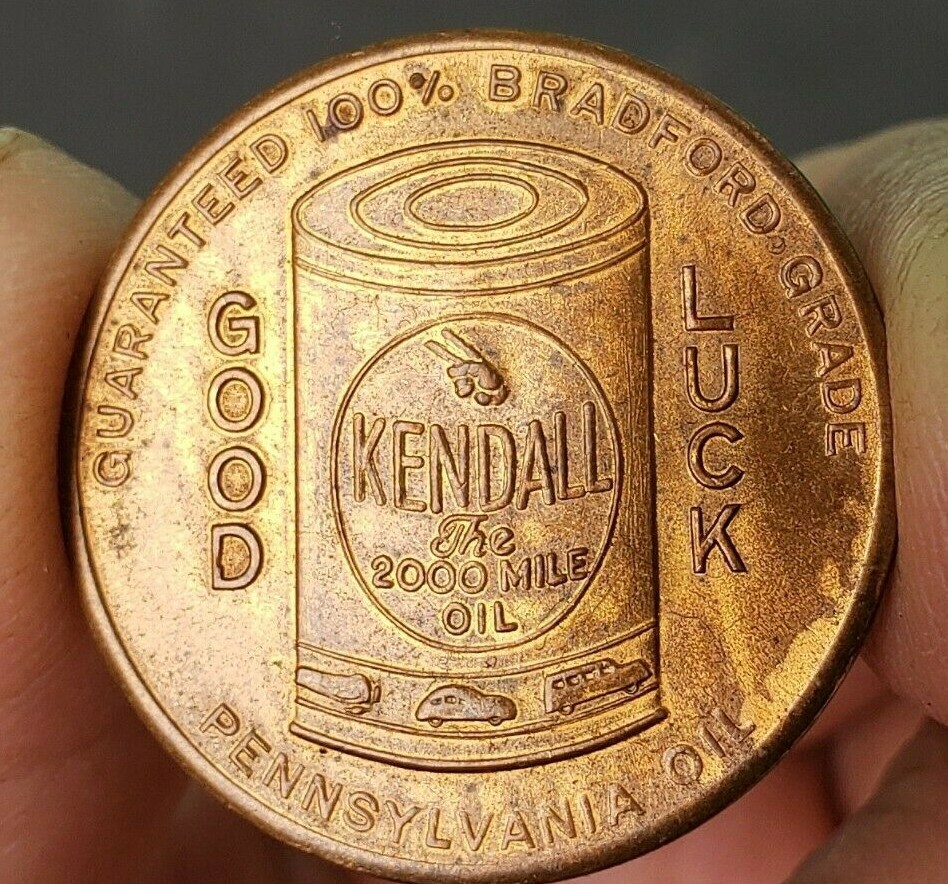 GUARANTEED 100% BRADFORD, GRADE
GOOD
LUCK
KENDALL
The
2000 MILE
OIL
PENNSYLVANIA OIL